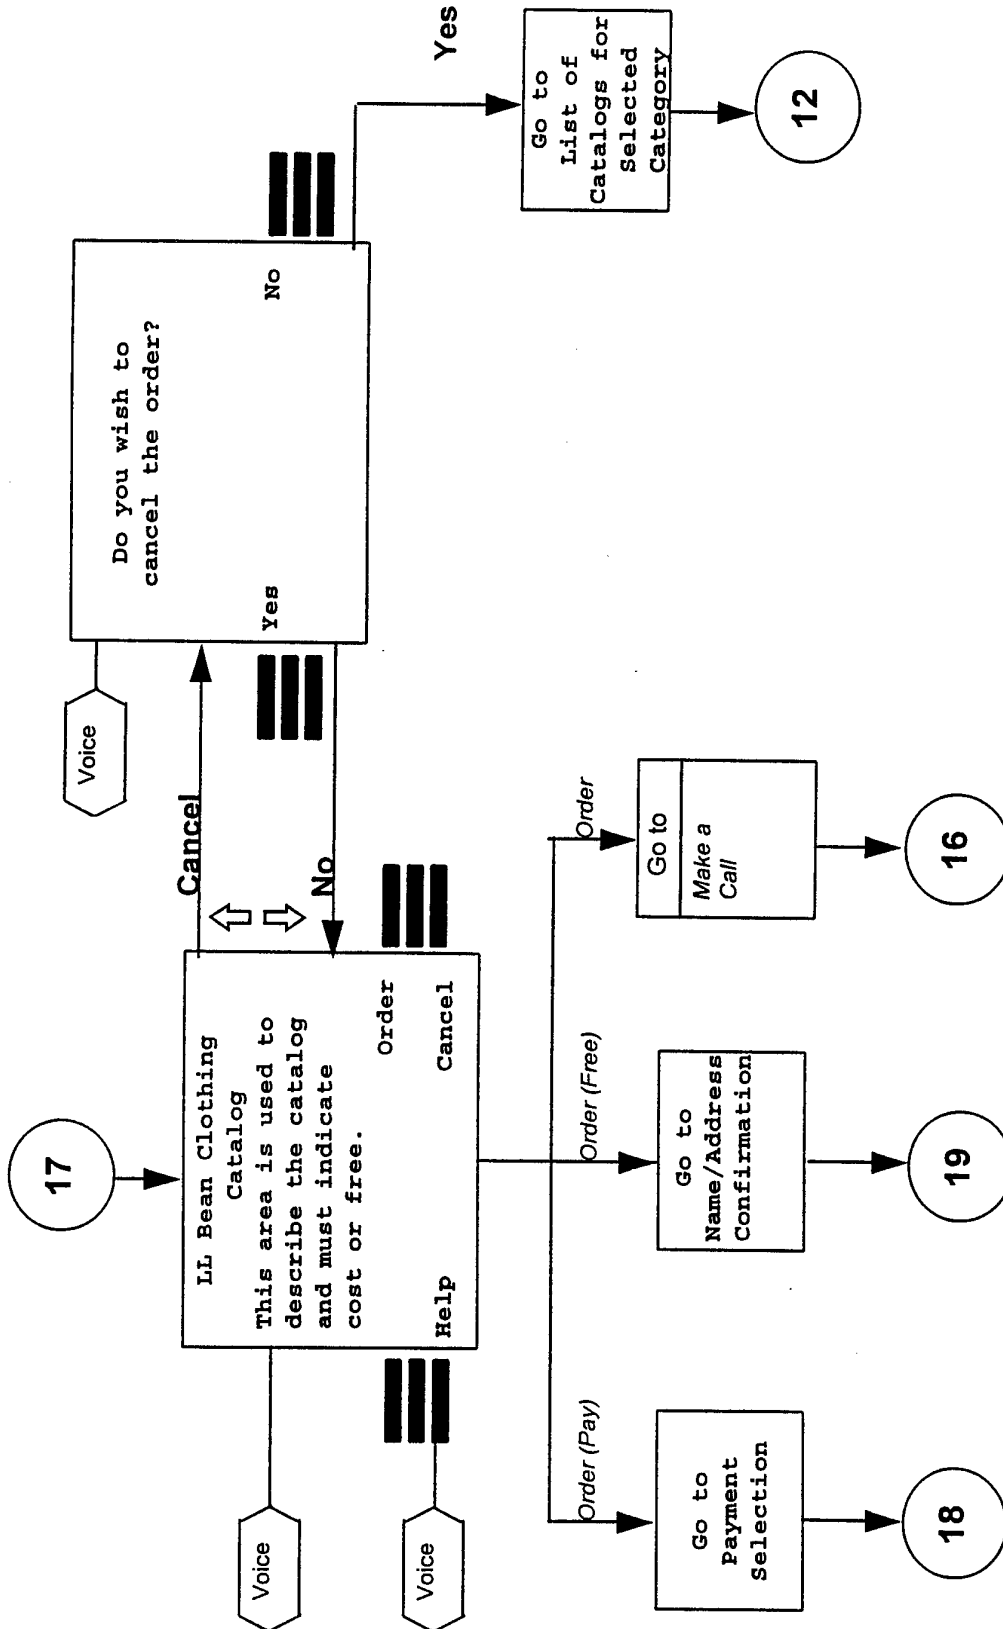 17
Voice
LL Bean Clothing
Catalog
This area is used to
describe the catalog
and must indicate
cost or free.
Order
Help
Cancel
Voice
Cancel
No
Voice
Do you wish to
cancel the order?
Yes
No
Yes
Go to
List of
Catalogs for
Selected
Category
12
Order (Pay)
Go to
Payment
Selection
18
Order (Free)
Go to
Name/Address
Confirmation
19
Order
Go to
Make a
Call
16